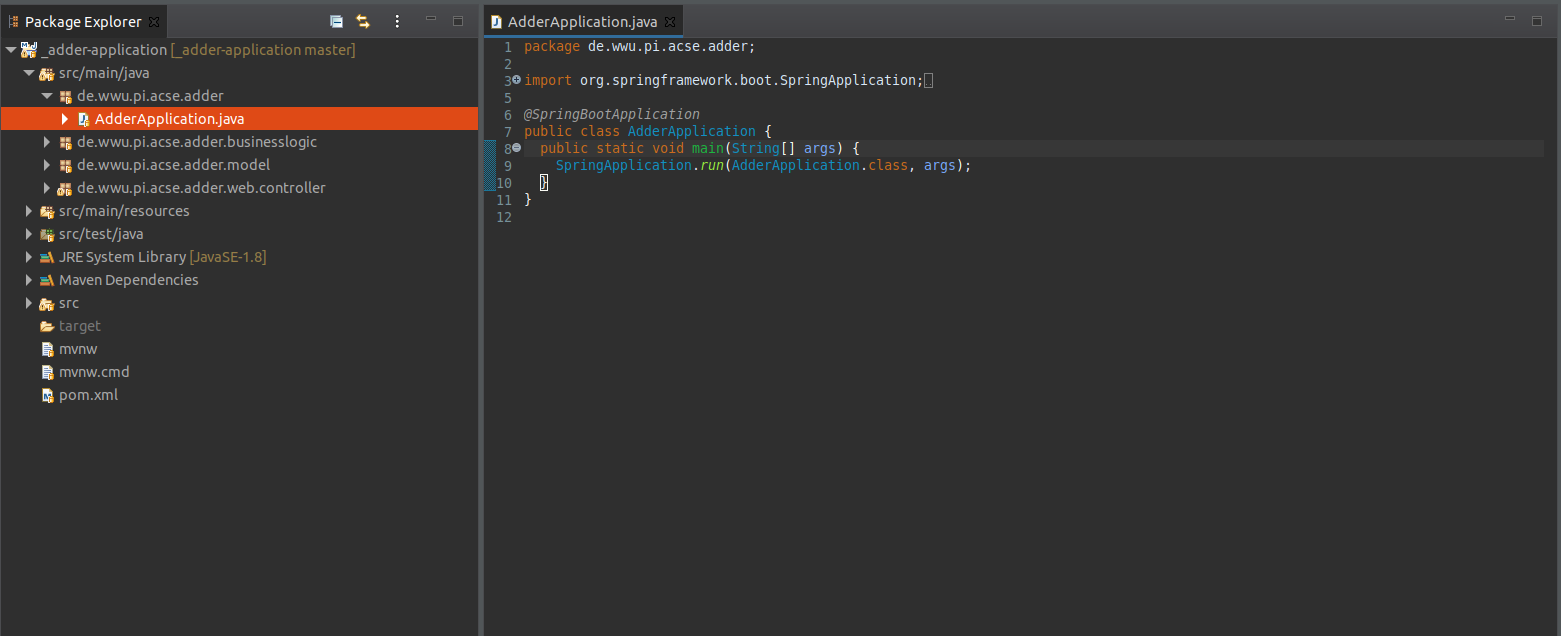 Package Explorer
_adder-application [_adder-application master]
src/main/java
de.wwu.pi.acse.adder
AdderApplication.java
de.wwu.pi.acse.adder.businesslogic
de.wwu.pi.acse.adder.model
de.wwu.pi.acse.adder.web.controller
src/main/resources
src/test/java
JRE System Library [JavaSE-1.8]
Maven Dependencies
src
target
mvnw
mvnw.cmd
pom.xml
AdderApplication.java
1 package de.wwu.pi.acse.adder;
2
3 import org.springframework.boot.SpringApplication;
5
6 @SpringBootApplication
7 public class AdderApplication {
8 public static void main(String[] args) {
9 SpringApplication.run(AdderApplication.class, args);
10 }
11 }
12